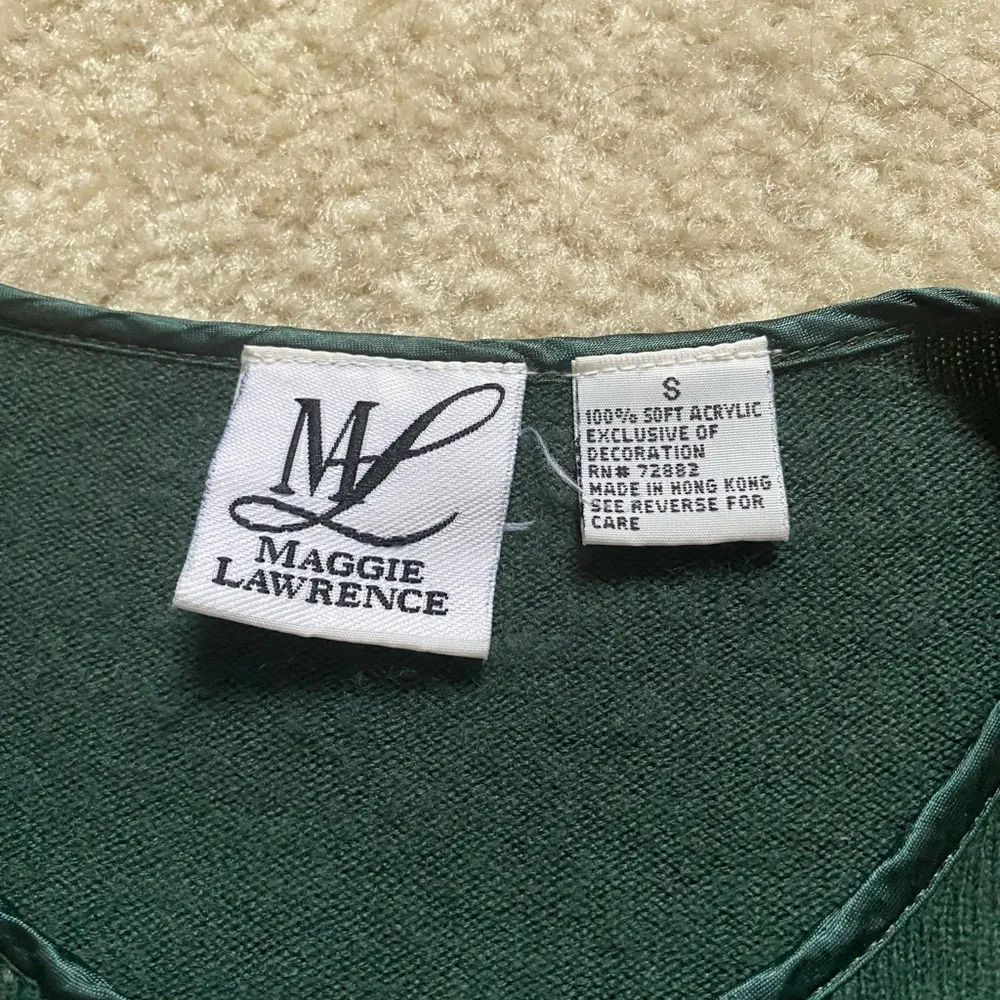 ML
MAGGIE
LAWRENCE
S
100% SOFT ACRYLIC
EXCLUSIVE OF
DECORATION
RN# 72882
MADE IN HONG KONG
SEE REVERSE FOR
CARE